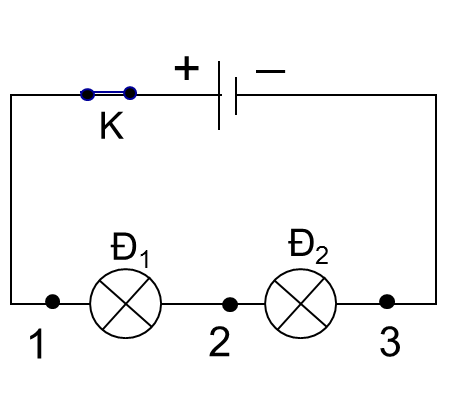 + −
K
Đ₁ Đ₂
1 2 3